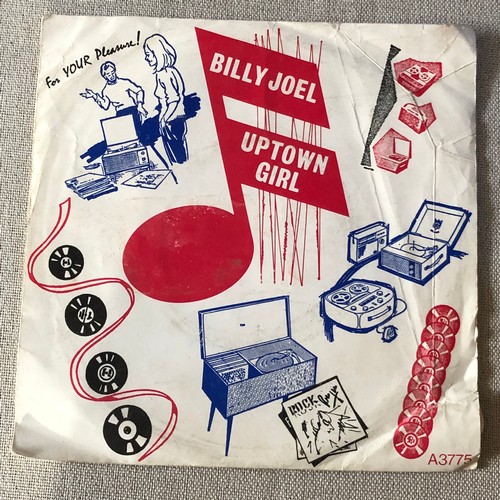 For YOUR Pleasure!
BILLY JOEL
UPTOWN
GIRL
ROCK
A3775